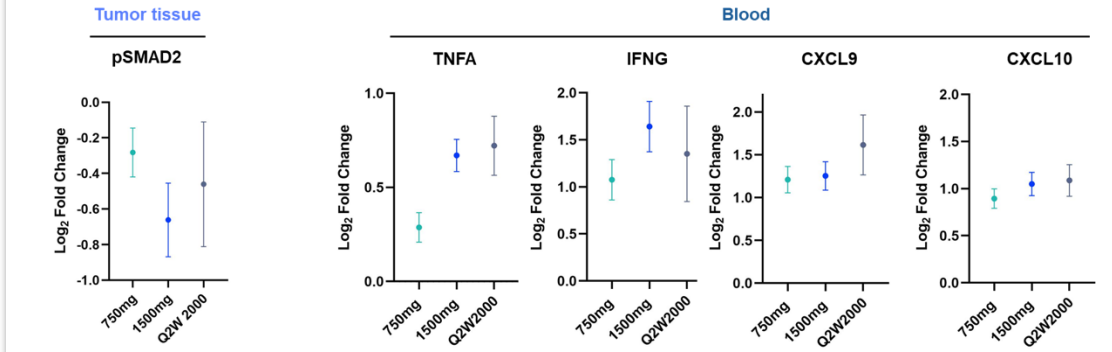 Tumor tissue
Blood
pSMAD2
TNFA
IFNG
CXCL9
CXCL10
Log2 Fold Change
0.0
-0.2
-0.4
-0.6
-0.8
-1.0
750mg
1500mg
Q2W 2000
Log2 Fold Change
1.0
0.5
0.0
750mg
1500mg
Q2W2000
Log2 Fold Change
2.0
1.5
1.0
0.5
0.0
750mg
1500mg
Q2W2000
Log2 Fold Change
2.0
1.5
1.0
0.5
0.0
750mg
1500mg
Q2W2000
Log2 Fold Change
2.0
1.5
1.0
0.5
0.0
750mg
1500mg
Q2W2000